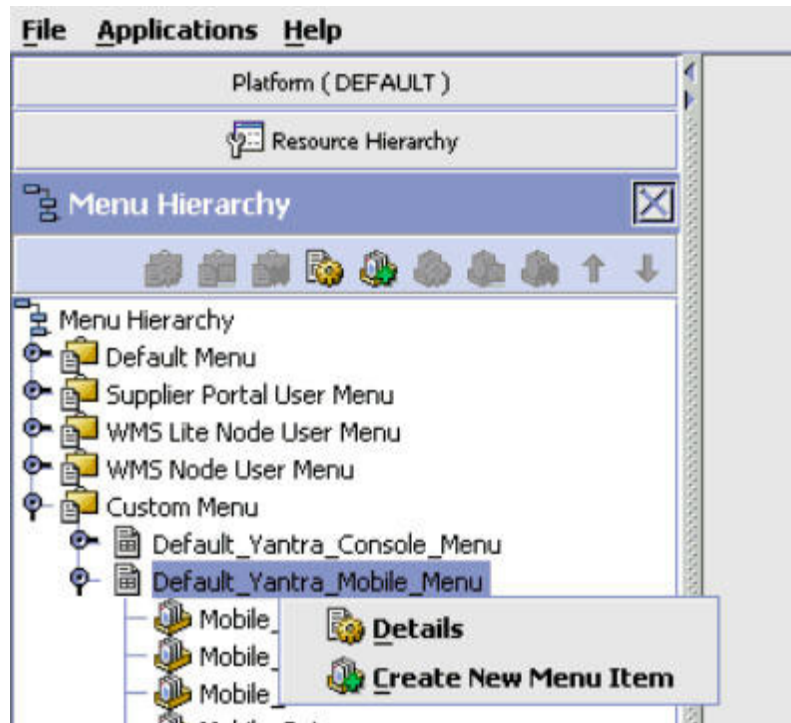 File Applications Help
Platform ( DEFAULT )
Resource Hierarchy
Menu Hierarchy
Menu Hierarchy
Default Menu
Supplier Portal User Menu
WMS Lite Node User Menu
WMS Node User Menu
Custom Menu
Default_Yantra_Console_Menu
Default_Yantra_Mobile_Menu
Mobile_
Details
Mobile_
Create New Menu Item
Mobile_